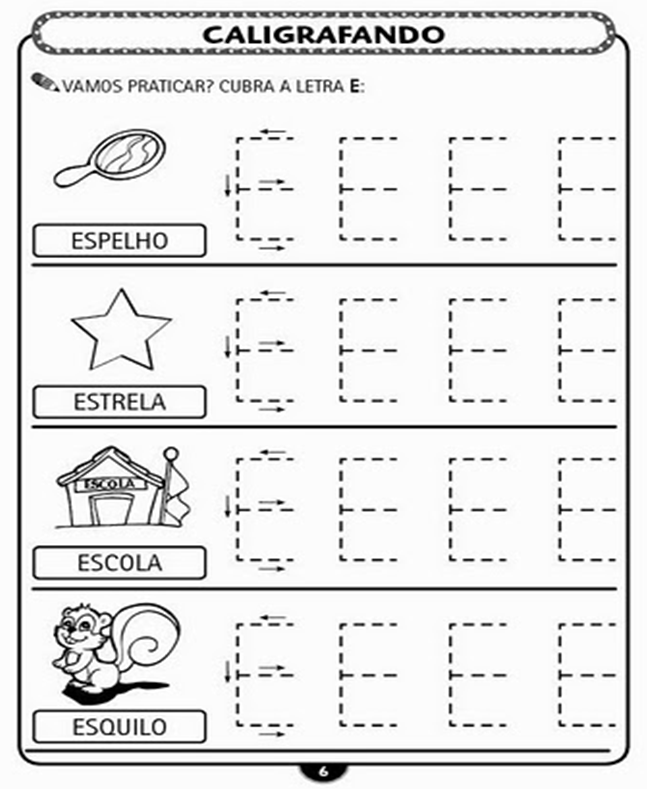 CALIGRAFANDO
VAMOS PRATICAR? CUBRA A LETRA E:
E E E E
ESPELHO
E E E E
ESTRELA
ESCOLA
E E E E
ESCOLA
E E E E
ESQUILO
6